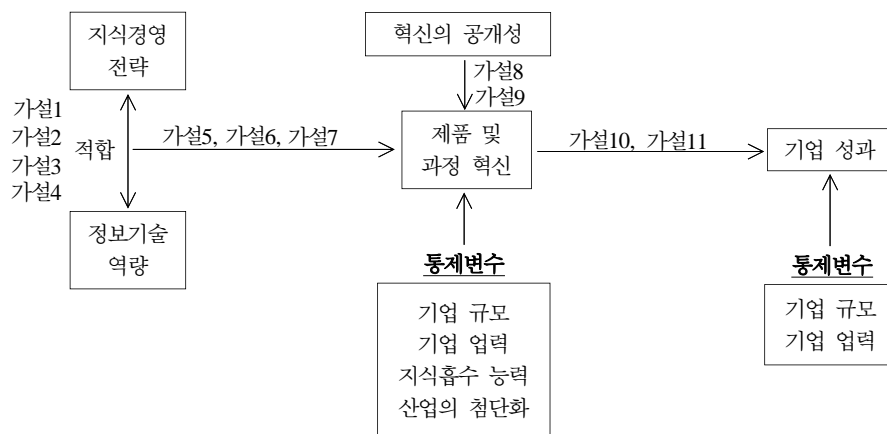 지식경영
전략
혁신의 공개성
가설8
가설9
가설1
가설2
가설3
가설4
적합
가설5, 가설6, 가설7
제품 및
과정 혁신
가설10, 가설11
기업 성과
정보기술
역량
통제변수
기업 규모
기업 업력
지식흡수 능력
산업의 첨단화
통제변수
기업 규모
기업 업력